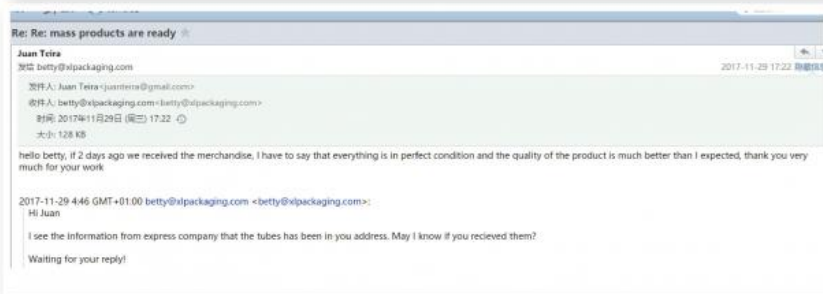 Re: Re: mass products are ready
Juan Teira
发给 betty@xlpackaging.com
2017-11-29 17:22
发件人: Juan Teira<juanteira@gmail.com>
收件人: betty@xlpackaging.com<betty@xlpackaging.com>
时间: 2017年11月29日 (周三) 17:22
大小: 128 KB
hello betty, if 2 days ago we received the merchandise, I have to say that everything is in perfect condition and the quality of the product is much better than I expected, thank you very
much for your work
2017-11-29 4:46 GMT+01:00 betty@xlpackaging.com <betty@xlpackaging.com>:
Hi Juan
I see the information from express company that the tubes has been in you address. May I know if you recieved them?
Waiting for your reply!